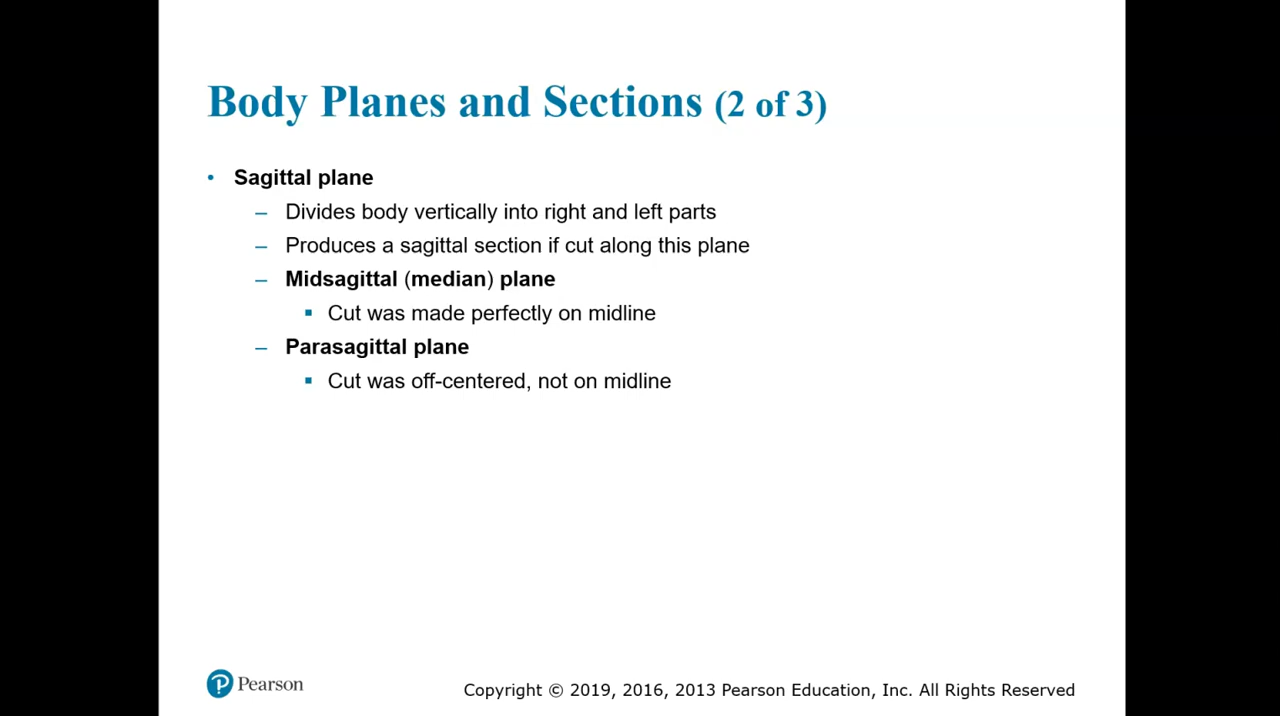 Body Planes and Sections (2 of 3)
• Sagittal plane
– Divides body vertically into right and left parts
– Produces a sagittal section if cut along this plane
– Midsagittal (median) plane
▪ Cut was made perfectly on midline
– Parasagittal plane
▪ Cut was off-centered, not on midline
P Pearson
Copyright © 2019, 2016, 2013 Pearson Education, Inc. All Rights Reserved